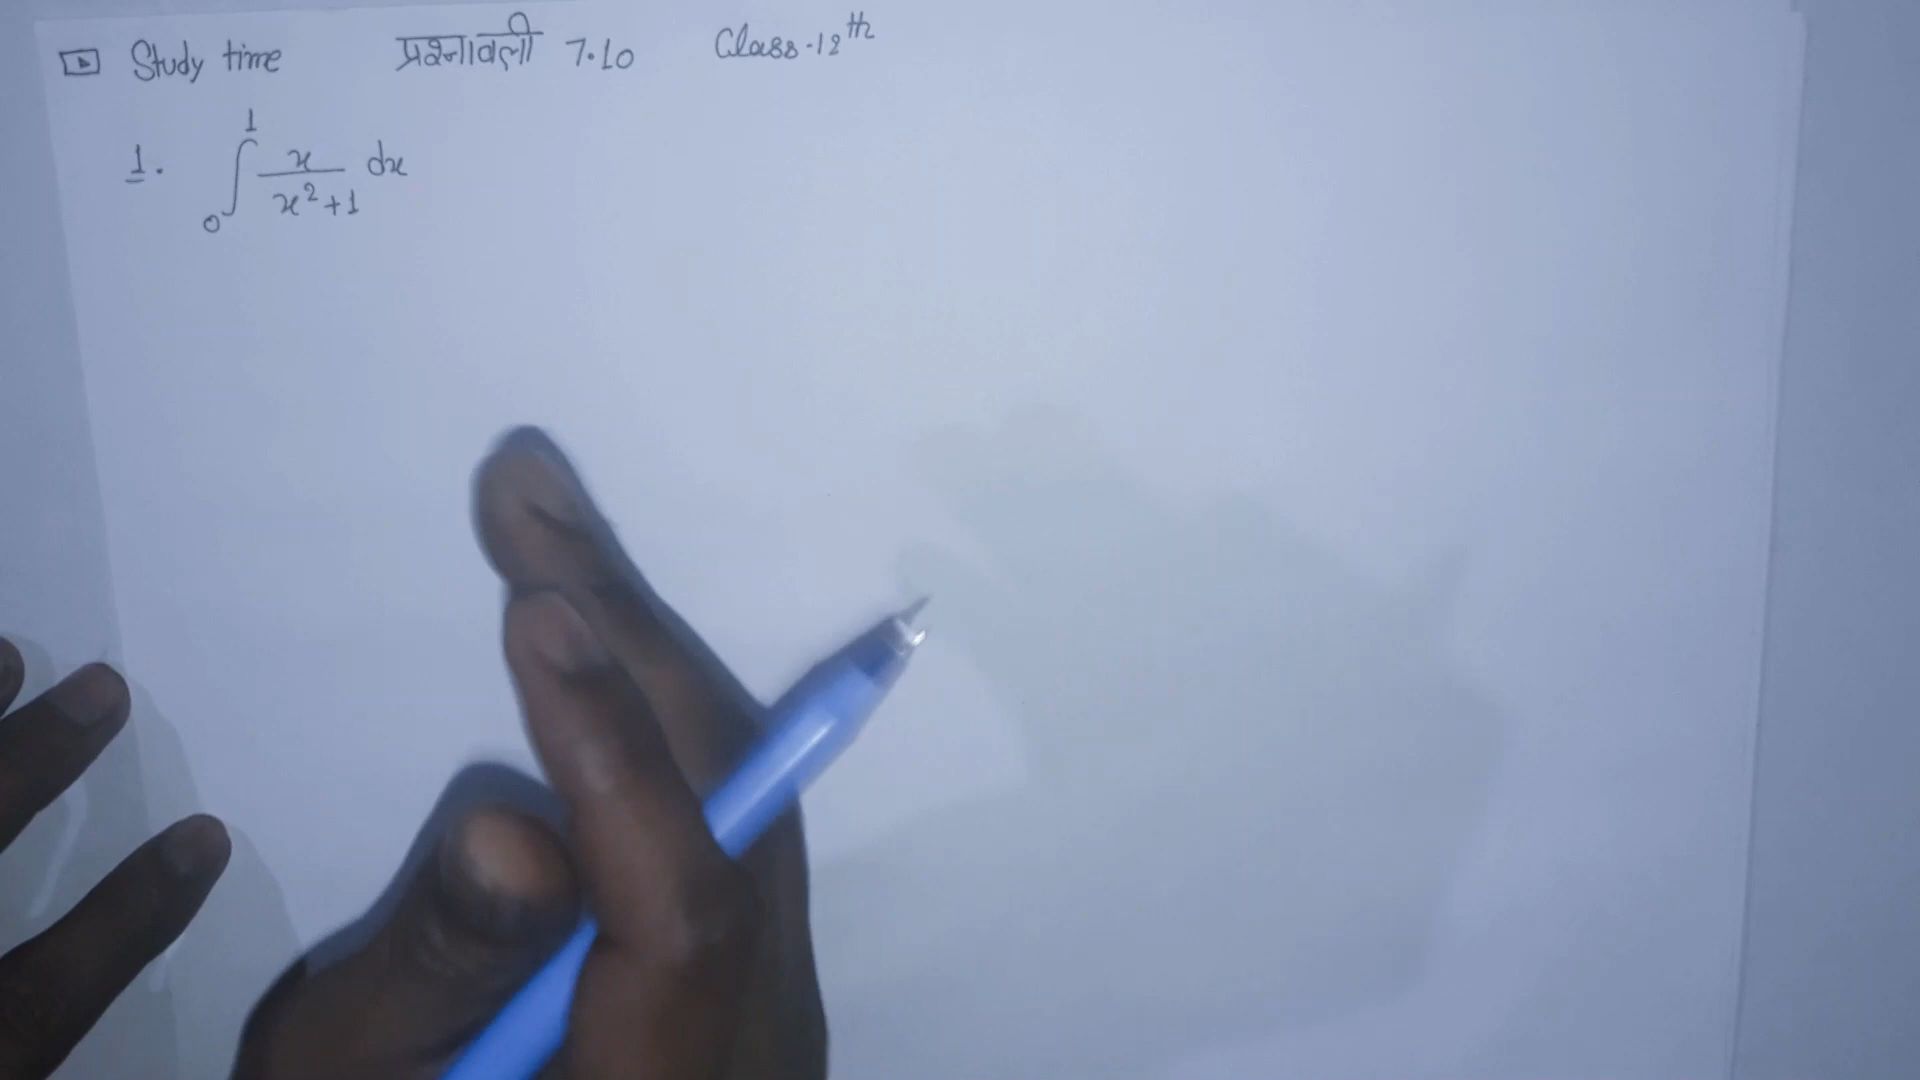 Study time प्रश्नावली 7.10 Class-12th
1. ∫₀¹ x/(x²+1) dx